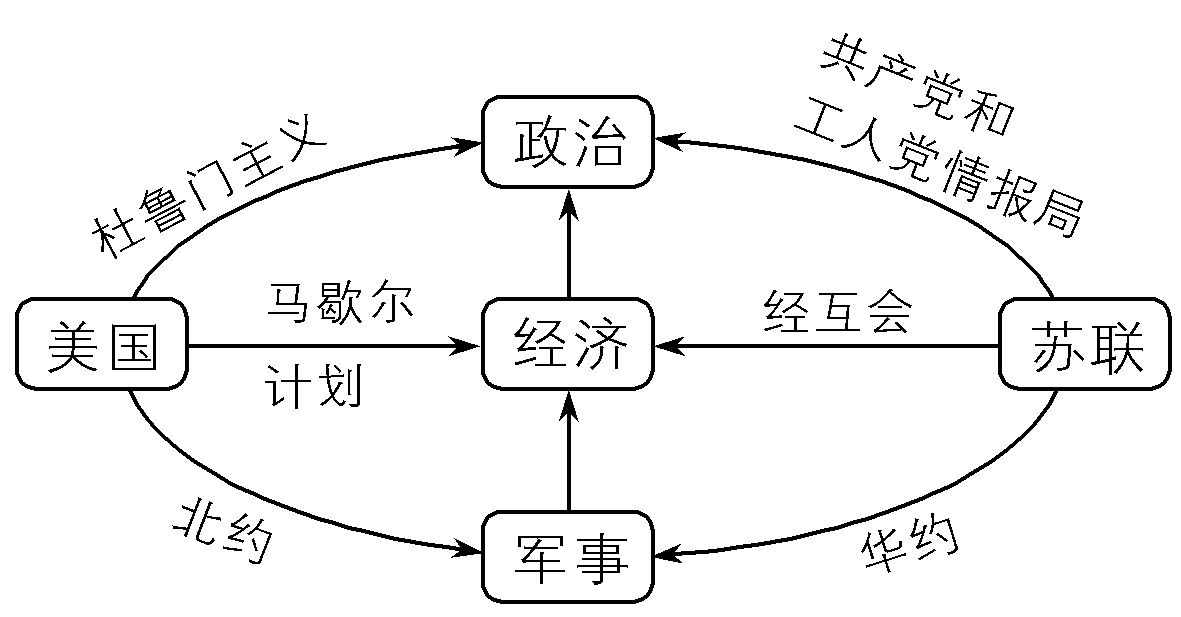 共产党和
工人党情报局
杜鲁门主义
政治
马歇尔
计划
经互会
美国
经济
苏联
北约
军事
华约